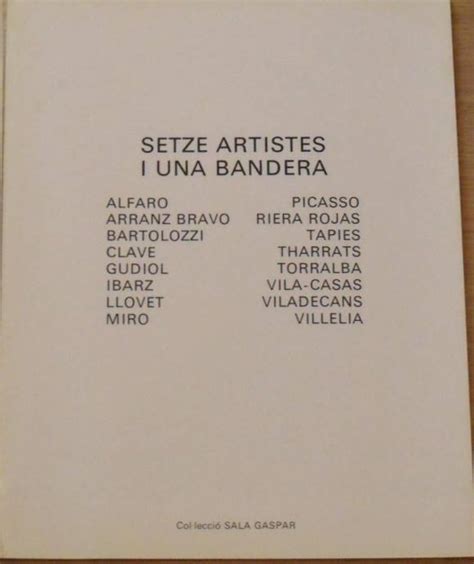 SETZE ARTISTES
I UNA BANDERA
ALFARO PICASSO
ARRANZ BRAVO RIERA ROJAS
BARTOLOZZI TAPIES
CLAVE THARRATS
GUDIOL TORRALBA
IBARZ VILA-CASAS
LLOVET VILADECANS
MIRO VILLELIA
Col·lecció SALA GASPAR